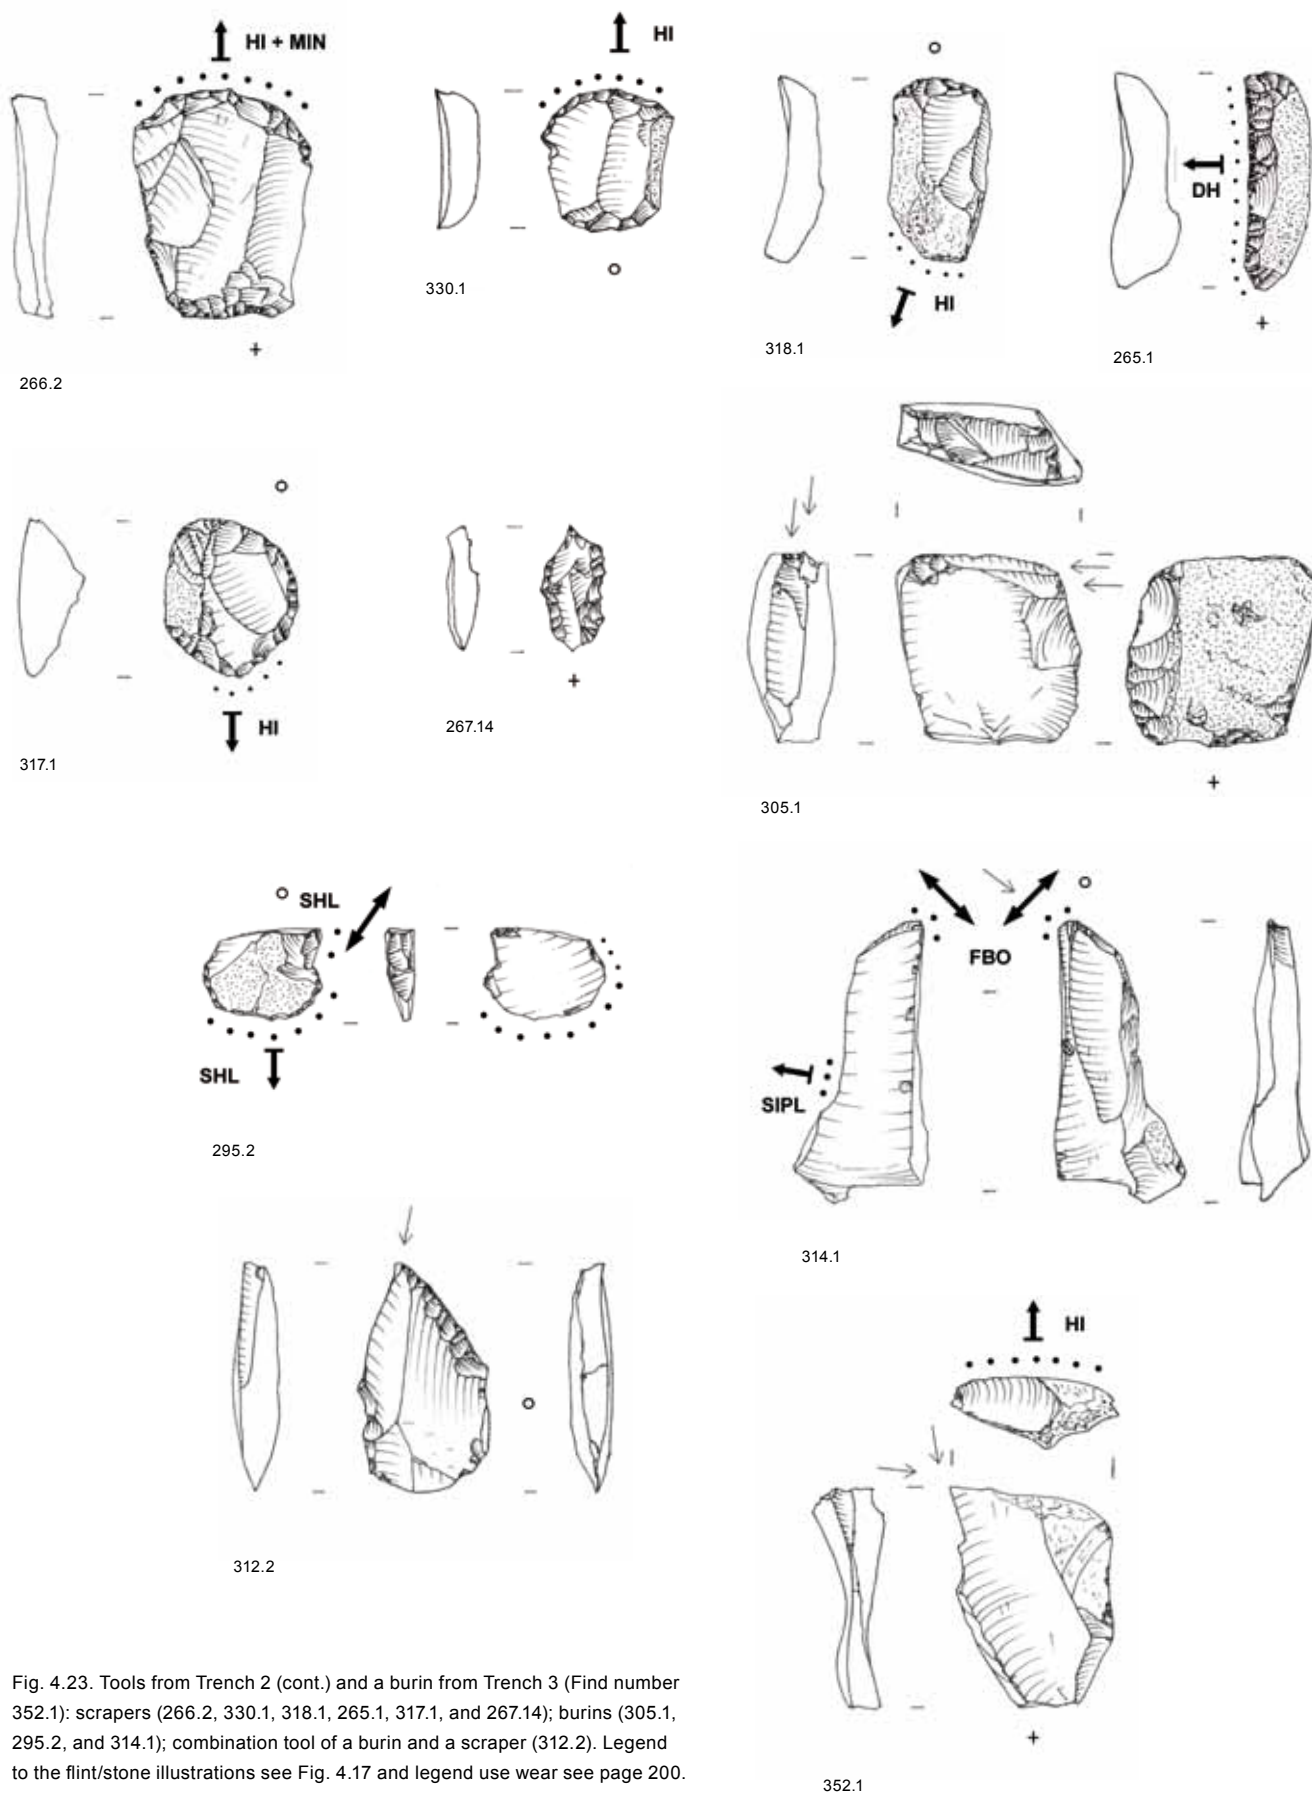 HI + MIN
HI
266.2
330.1
HI
318.1
DH
265.1
HI
317.1
267.14
305.1
SHL
SHL
295.2
FBO
SIPL
314.1
312.2
HI
352.1
Fig. 4.23. Tools from Trench 2 (cont.) and a burin from Trench 3 (Find number
352.1): scrapers (266.2, 330.1, 318.1, 265.1, 317.1, and 267.14); burins (305.1,
295.2, and 314.1); combination tool of a burin and a scraper (312.2). Legend
to the flint/stone illustrations see Fig. 4.17 and legend use wear see page 200.